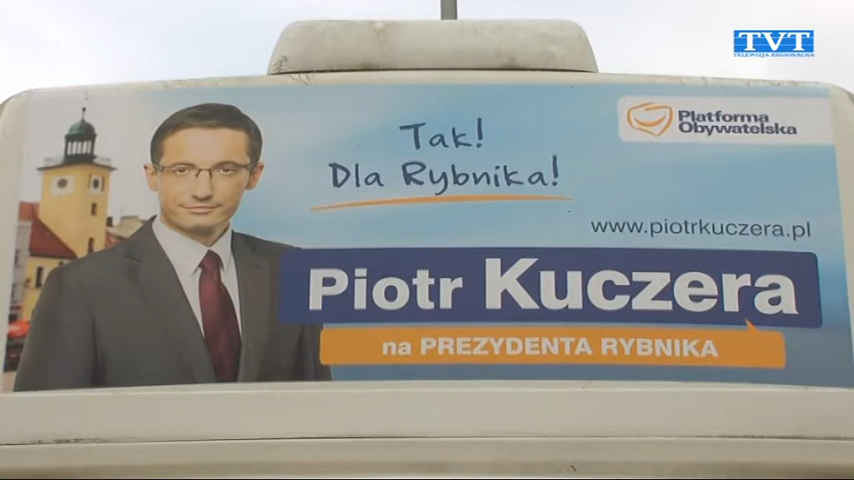 TVT
TELEWIZJA REGIONALNA
Tak!
Dla Rybnika!
Platforma
Obywatelska
www.piotrkuczera.pl
Piotr Kuczera
na PREZYDENTA RYBNIKA